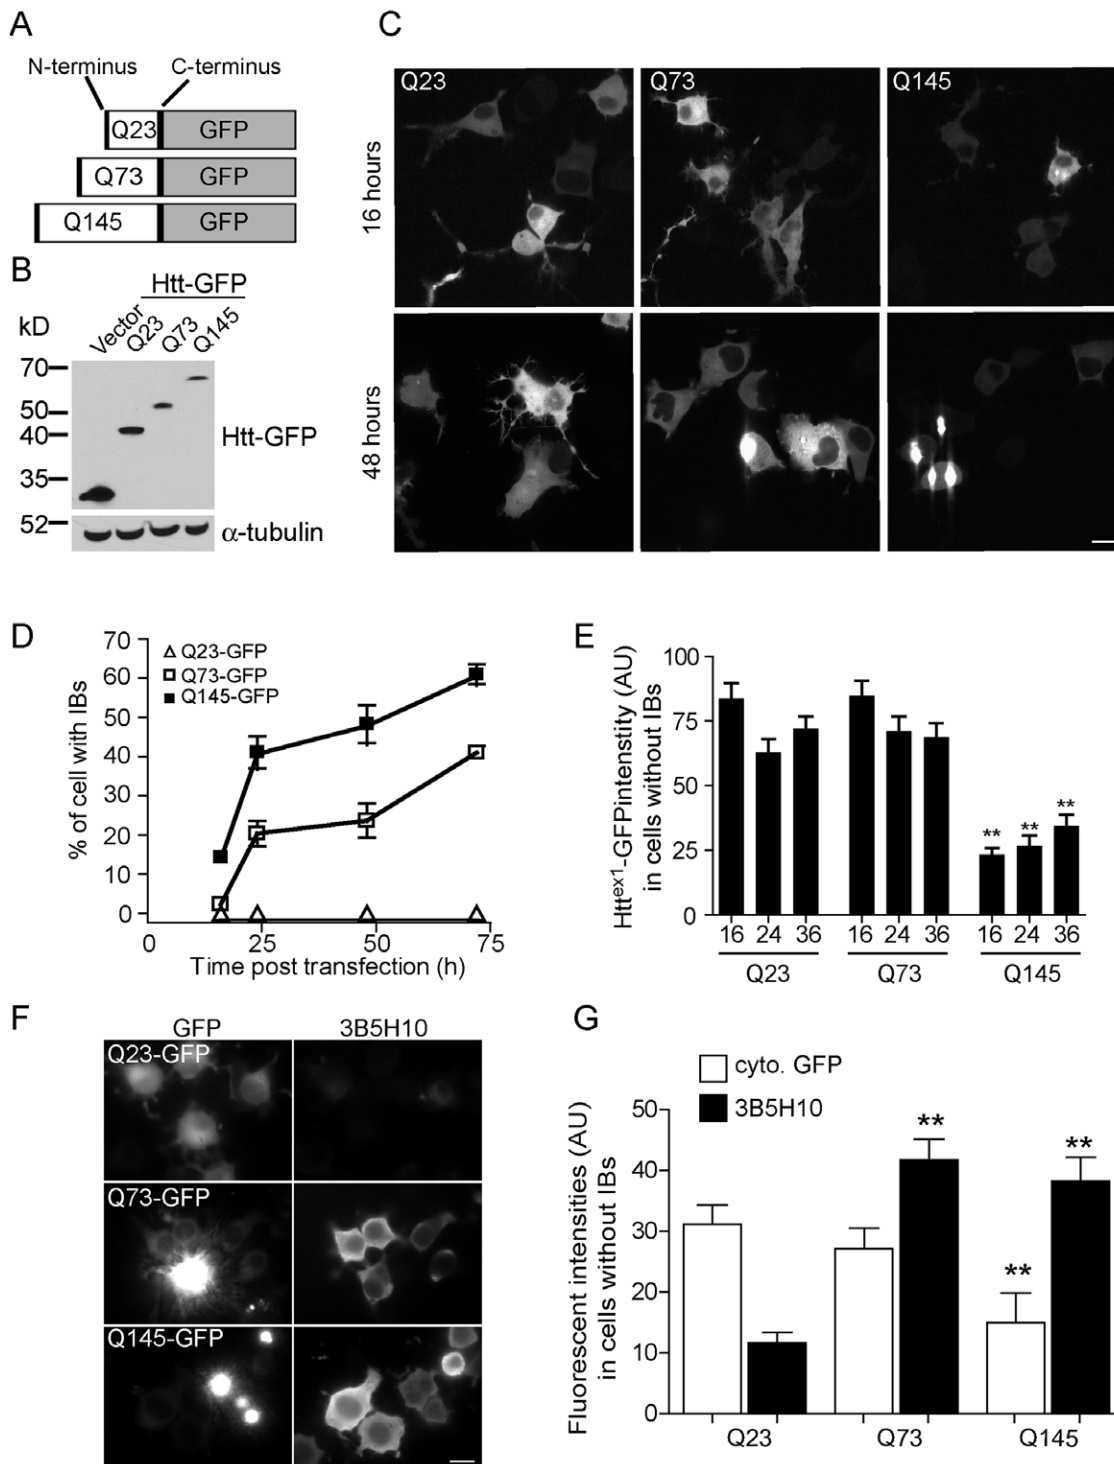 A
N-terminus
C-terminus
Q23 GFP
Q73 GFP
Q145 GFP
B
Htt-GFP
kD
Vector
Q23
Q73
Q145
70
50
40
35
52
Htt-GFP
α-tubulin
C
Q23
Q73
Q145
16 hours
48 hours
D
% of cell with IBs
70
60
50
40
30
20
10
0
Q23-GFP
Q73-GFP
Q145-GFP
0 25 50 75
Time post transfection (h)
E
Htt^ex1-GFPintenstity (AU)
in cells without IBs
100
75
50
25
0
** ** **
16 24 36 16 24 36 16 24 36
Q23 Q73 Q145
F
GFP 3B5H10
Q23-GFP
Q73-GFP
Q145-GFP
G
cyto. GFP
3B5H10
Fluorescent intensities (AU)
in cells without IBs
50
40
30
20
10
0
**
**
**
Q23 Q73 Q145